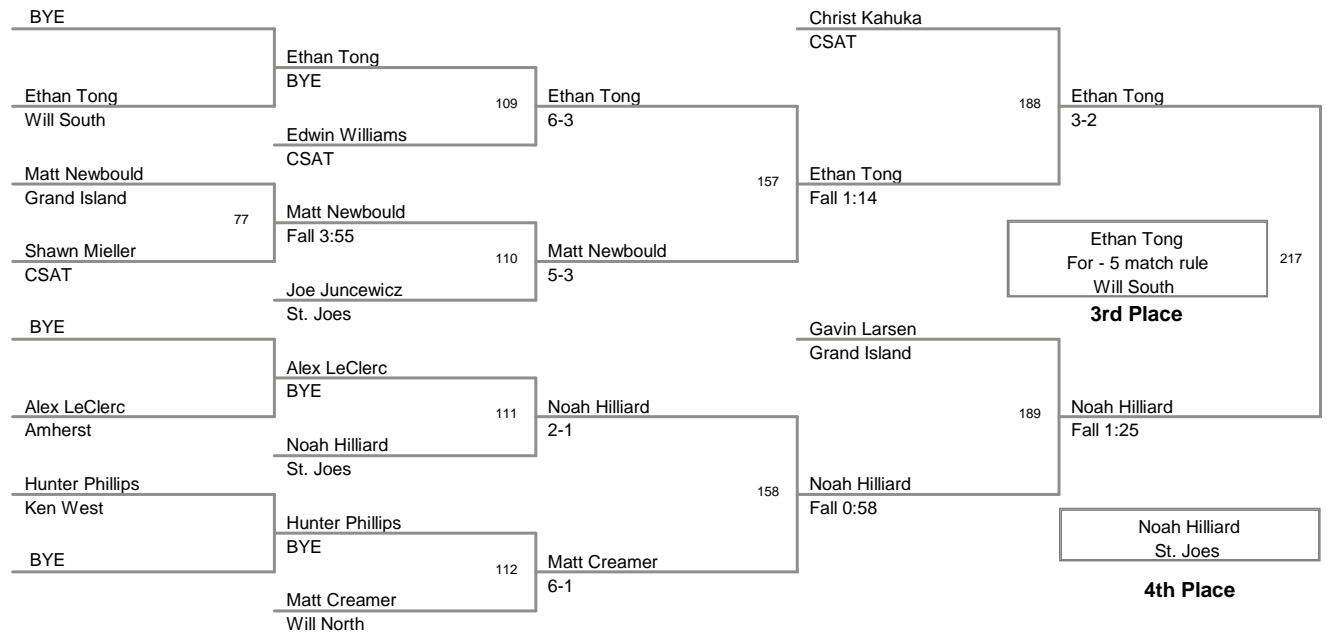 BYE
Ethan Tong
Will South
Matt Newbould
Grand Island
77
Shawn Mieller
CSAT
BYE
Alex LeClerc
Amherst
Hunter Phillips
Ken West
BYE
Ethan Tong
BYE
109
Edwin Williams
CSAT
Matt Newbould
Fall 3:55
110
Joe Juncewicz
St. Joes
Alex LeClerc
BYE
111
Noah Hilliard
St. Joes
Hunter Phillips
BYE
112
Matt Creamer
Will North
Ethan Tong
6-3
157
Matt Newbould
5-3
Noah Hilliard
2-1
158
Matt Creamer
6-1
Christ Kahuka
CSAT
188
Ethan Tong
Fall 1:14
Gavin Larsen
Grand Island
189
Noah Hilliard
Fall 0:58
Ethan Tong
3-2
Ethan Tong
For - 5 match rule
Will South
217
3rd Place
Noah Hilliard
Fall 1:25
Noah Hilliard
St. Joes
4th Place